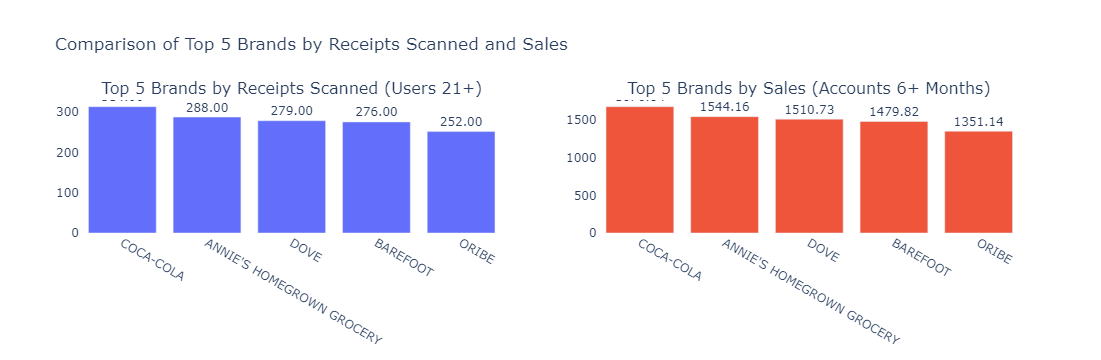 Comparison of Top 5 Brands by Receipts Scanned and Sales
Top 5 Brands by Receipts Scanned (Users 21+)
300
200
100
0
288.00
279.00
276.00
252.00
COCA-COLA
ANNIE'S HOMEGROWN GROCERY
DOVE
BAREFOOT
ORIBE
Top 5 Brands by Sales (Accounts 6+ Months)
1500
1000
500
0
1544.16
1510.73
1479.82
1351.14
COCA-COLA
ANNIE'S HOMEGROWN GROCERY
DOVE
BAREFOOT
ORIBE